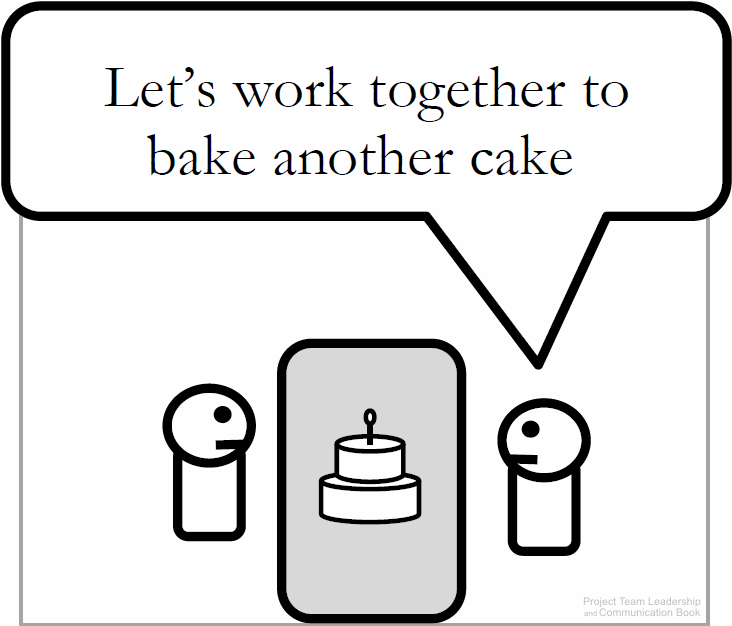 Let’s work together to
bake another cake
Project Team Leadership
and Communication Book